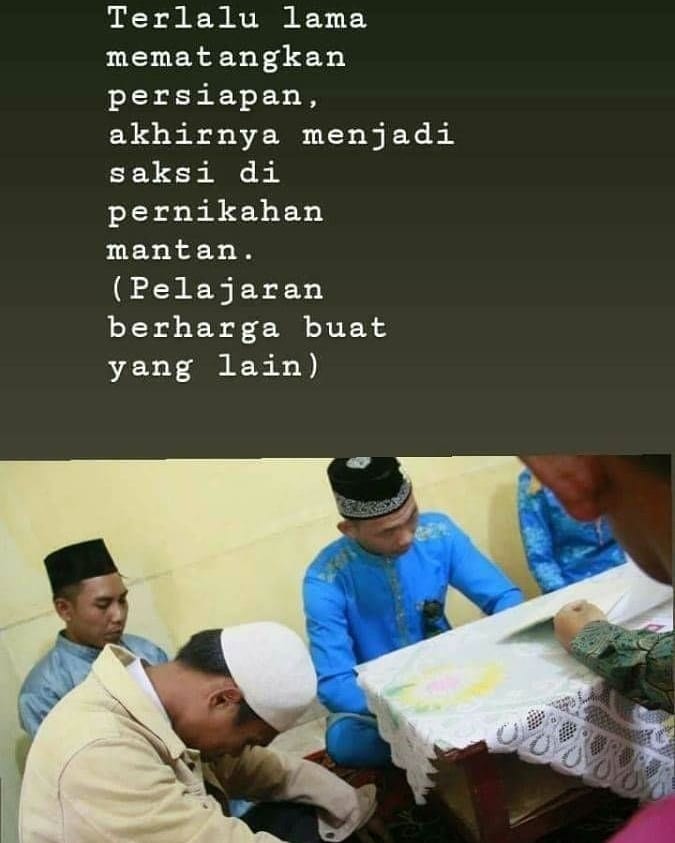 Terlalu lama
mematangkan
persiapan,
akhirnya menjadi
saksi di
pernikahan
mantan.
(Pelajaran
berharga buat
yang lain)